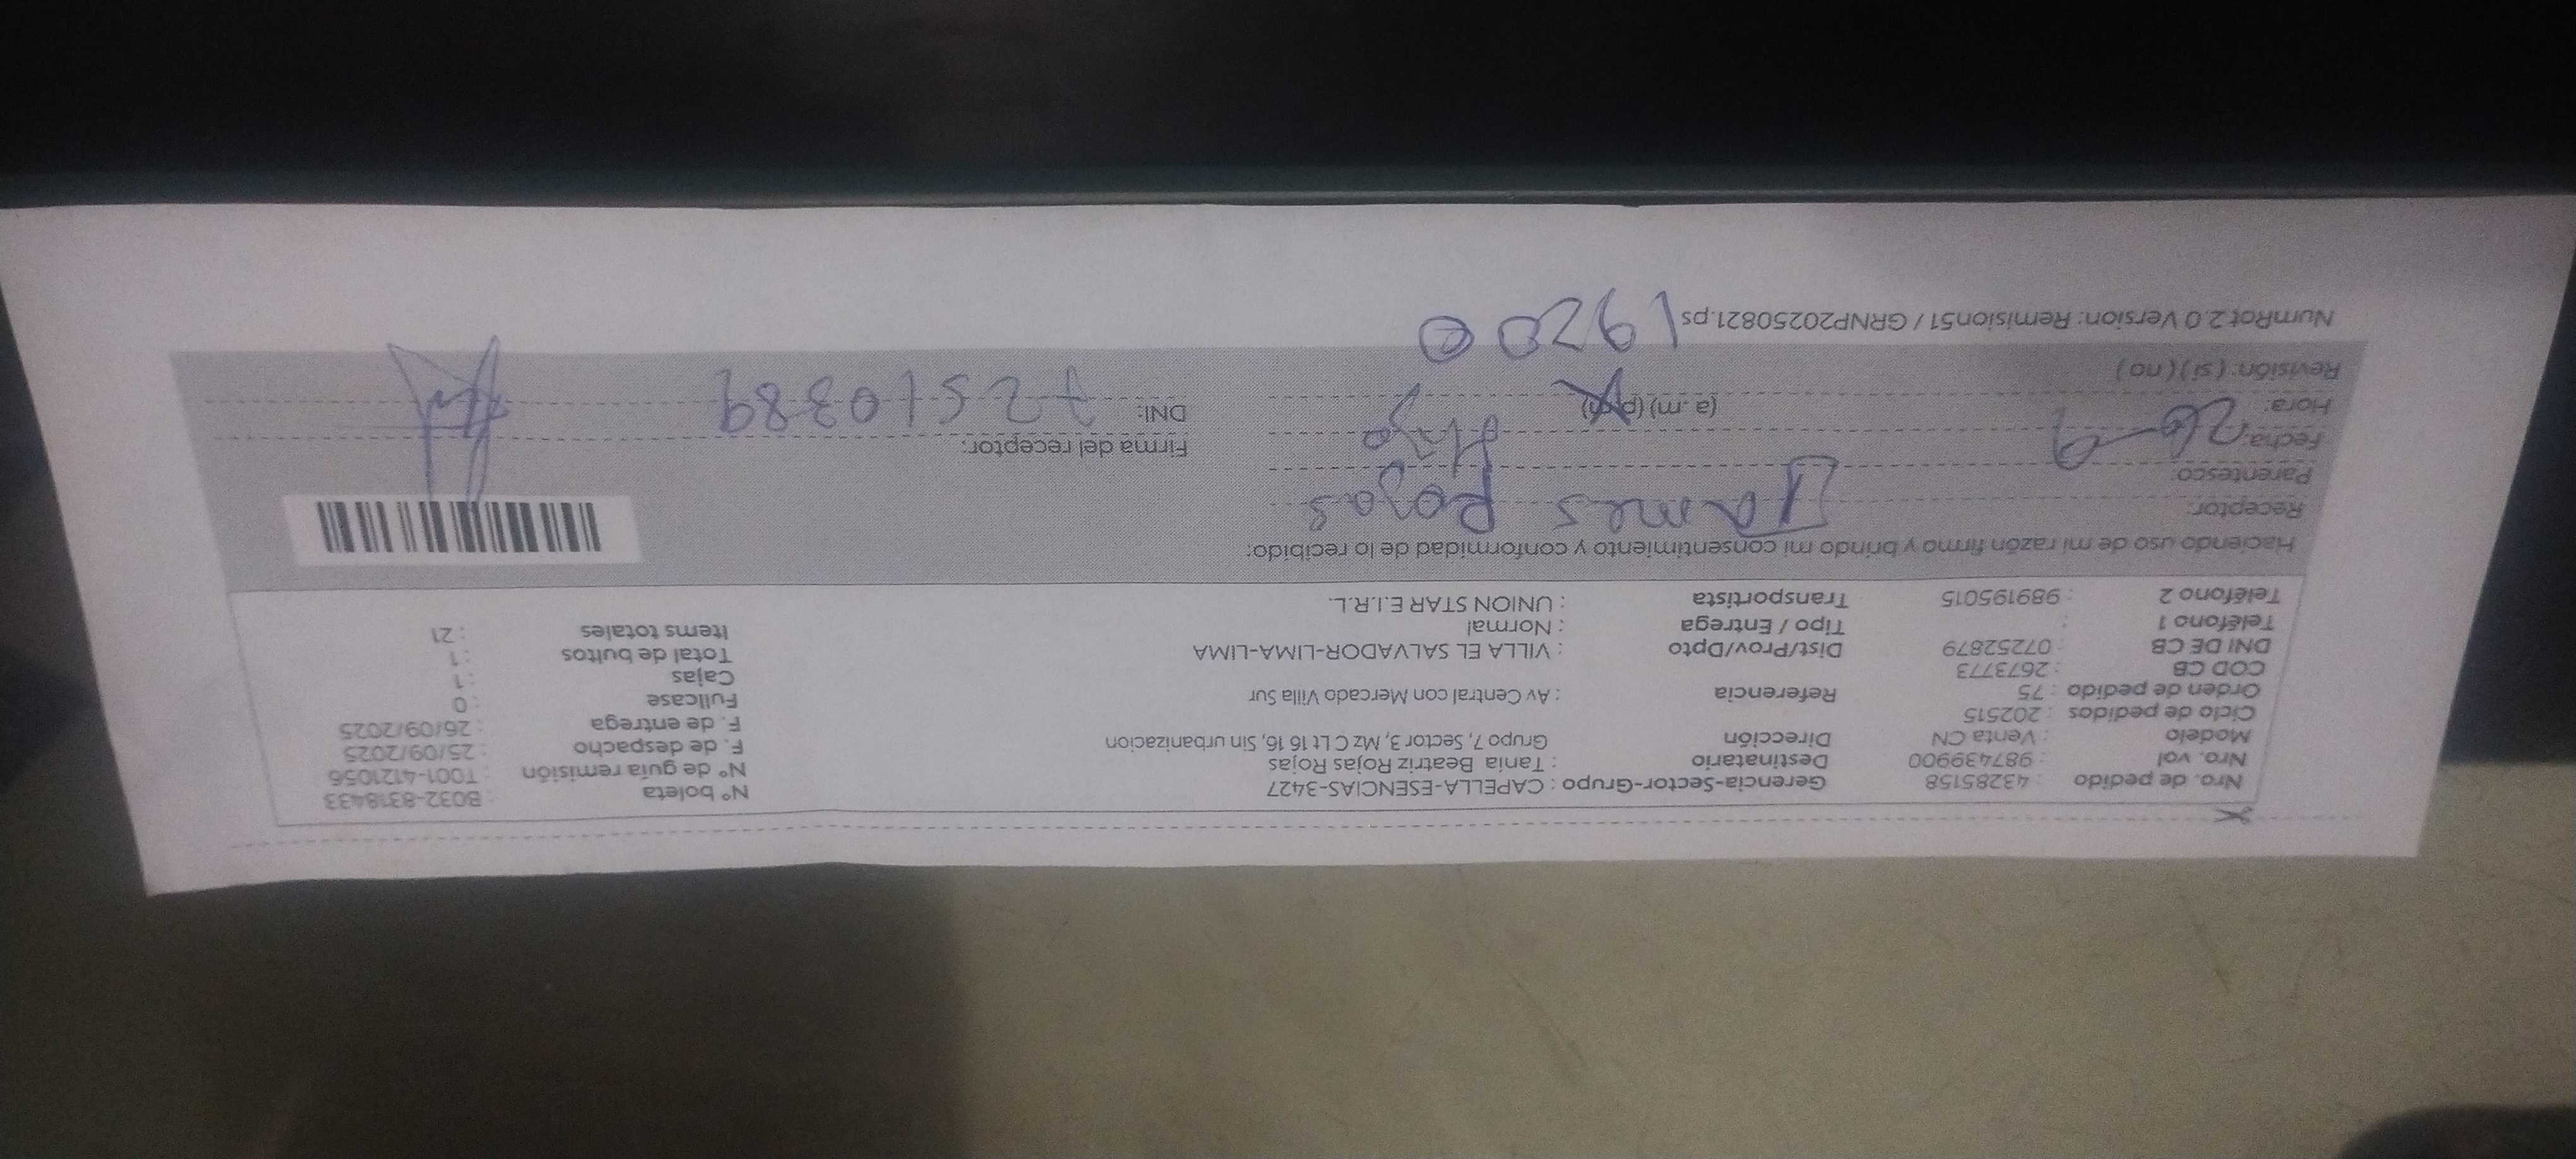 Nro. de pedido : 43285158 Gerencia-Sector-Grupo : CAPELLA-ESENCIAS-3427 N° boleta : B032-8318433
Nro. vol : 987439900 Destinatario : Tania Beatriz Rojas Rojas N° de guía remisión : T001-4121056
Modelo : Venta CN Dirección Grupo 7, Sector 3, Mz C Lt 16 16, Sin urbanizacion F. de despacho : 25/09/2025
Ciclo de pedidos : 202515 F. de entrega : 26/09/2025
Orden de pedido : 75 Referencia : Av Central con Mercado Villa Sur Fullcase : 0
COD CB : 2673773 Cajas : 1
DNI DE CB : 07252879 Dist/Prov/Dpto : VILLA EL SALVADOR-LIMA-LIMA Total de bultos : 1
Teléfono 1 : Tipo / Entrega : Normal Items totales : 21
Teléfono 2 : 989195015 Transportista : UNION STAR E.I.R.L.
Haciendo uso de mi razón firmo y brindo mi consentimiento y conformidad de lo recibido:
Receptor: James Rojas
Parentesco: Hijo
Fecha: 26-9 Firma del receptor:
Hora: (a.m) (p.m) DNI: 72510389
Revisión: (si) (no)
NumRot 2.0 Version: Remision51 / GRNP20250821.ps